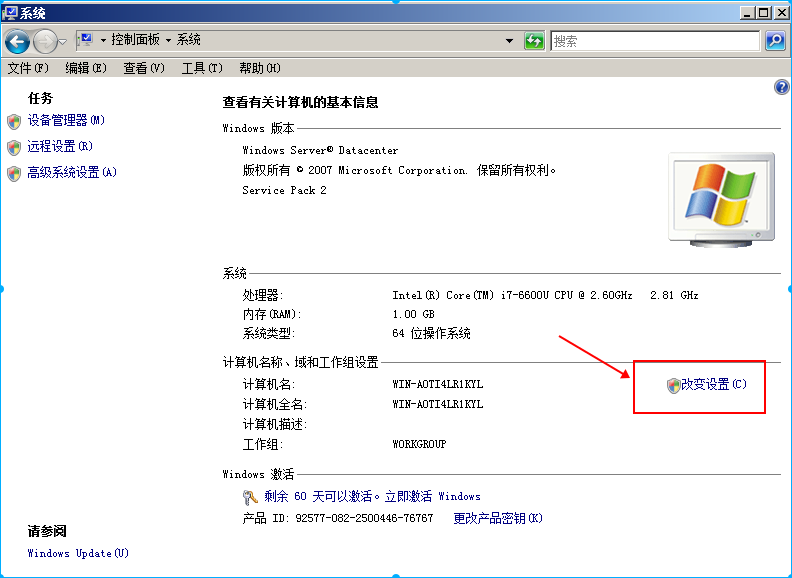 系统
控制面板 系统
搜索
文件(F) 编辑(E) 查看(V) 工具(T) 帮助(H)
任务
设备管理器(M)
远程设置(R)
高级系统设置(A)
查看有关计算机的基本信息
Windows 版本
Windows Server® Datacenter
版权所有 © 2007 Microsoft Corporation. 保留所有权利。
Service Pack 2
系统
处理器: Intel(R) Core(TM) i7-6600U CPU @ 2.60GHz 2.81 GHz
内存(RAM): 1.00 GB
系统类型: 64 位操作系统
计算机名称、域和工作组设置
计算机名: WIN-AOTI4LR1KYL 改变设置(C)
计算机全名: WIN-AOTI4LR1KYL
计算机描述:
工作组: WORKGROUP
Windows 激活
剩余 60 天可以激活。立即激活 Windows
产品 ID: 92577-082-2500446-76767 更改产品密钥(K)
请参阅
Windows Update(U)